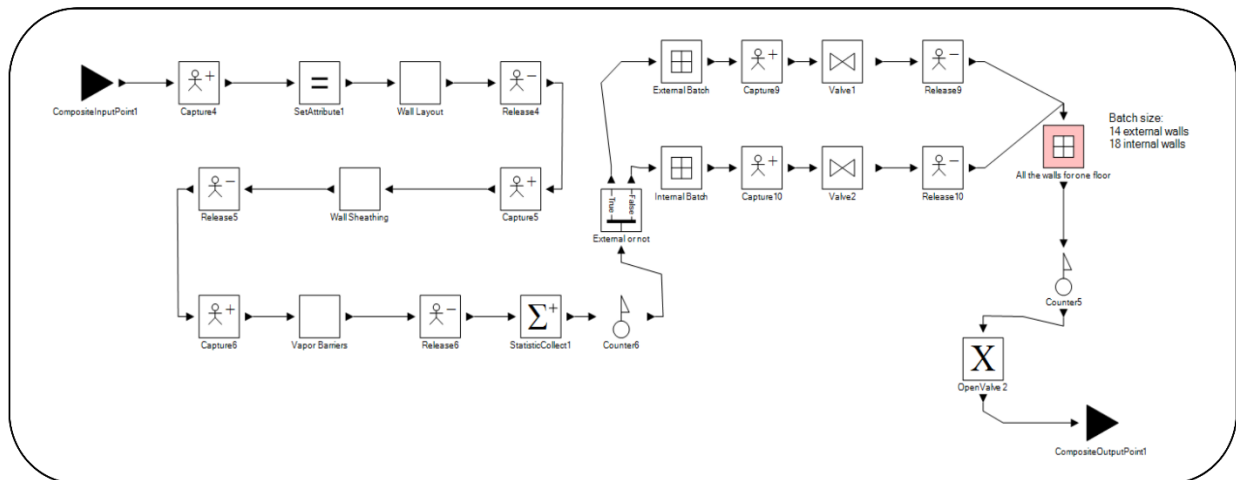 CompositeInputPoint1
Capture4
=
SetAttribute1
Wall Layout
Release4
External Batch
Capture9
Valve1
Release9
Batch size:
14 external walls
18 internal walls
All the walls for one floor
Release5
Wall Sheathing
Capture5
True
False
External or not
Internal Batch
Capture10
Valve2
Release10
Capture6
Vapor Barriers
Release6
Σ+
StatisticCollect1
Counter6
Counter5
X
OpenValve 2
CompositeOutputPoint1